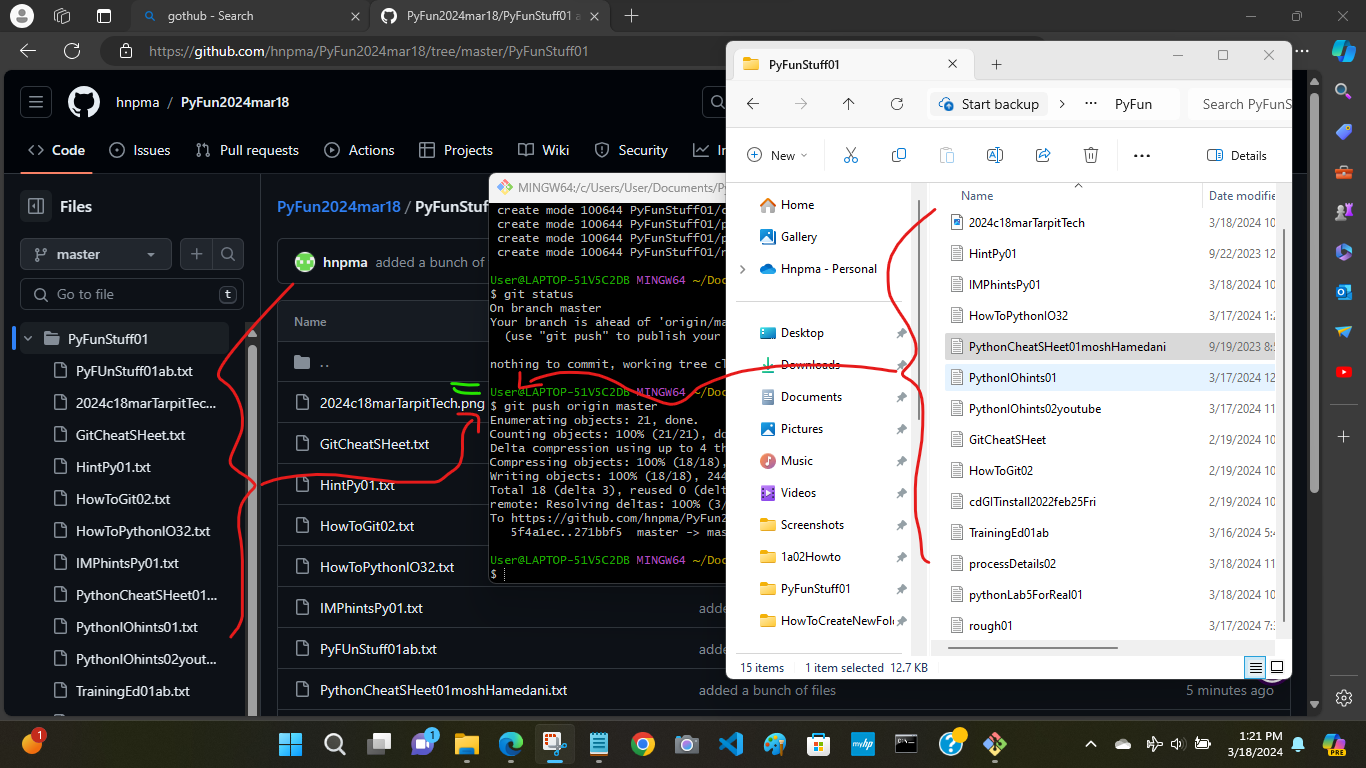 gothub - Search
PyFun2024mar18/PyFunStuff01
https://github.com/hnpma/PyFun2024mar18/tree/master/PyFunStuff01
hnpma / PyFun2024mar18
Code
Issues
Pull requests
Actions
Projects
Wiki
Security
Files
master
Go to file
t
PyFunStuff01
PyFUnStuff01ab.txt
2024c18marTarpitTec...
GitCheatSHeet.txt
HintPy01.txt
HowToGit02.txt
HowToPythonIO32.txt
IMPhintsPy01.txt
PythonCheatSHeet01...
PythonIOhints01.txt
PythonIOhints02yout...
TrainingEd01ab.txt
PyFun2024mar18 / PyFunStuf
hnpma added a bunch of
Name
..
2024c18marTarpitTech.png
GitCheatSHeet.txt
HintPy01.txt
HowToGit02.txt
HowToPythonIO32.txt
IMPhintsPy01.txt
adde
PyFUnStuff01ab.txt
adde
PythonCheatSHeet01moshHamedani.txt
added a bunch of files
5 minutes ago
MINGW64:/c/Users/User/Documents/Py
create mode 100644 PyFunStuff01/
create mode 100644 PyFunStuff01/p
create mode 100644 PyFunStuff01/p
create mode 100644 PyFunStuff01/r
User@LAPTOP-51V5C2DB MINGW64 ~/Doc
$ git status
On branch master
Your branch is ahead of 'origin/ma
(use "git push" to publish your
nothing to commit, working tree cl
User@LAPTOP-51V5C2DB MINGW64 ~/Doc
$ git push origin master
Enumerating objects: 21, done.
Counting objects: 100% (21/21), do
Delta compression using up to 4 th
Compressing objects: 100% (18/18),
Writing objects: 100% (18/18), 244
Total 18 (delta 3), reused 0 (delt
remote: Resolving deltas: 100% (3/
To https://github.com/hnpma/PyFun2
5f4a1ec..271bbf5 master -> mas
User@LAPTOP-51V5C2DB MINGW64 ~/Doc
$
PyFunStuff01
Start backup
PyFun
Search PyFunS
New
Details
Home
Gallery
Hnpma - Personal
Desktop
Downloads
Documents
Pictures
Music
Videos
Screenshots
1a02Howto
PyFunStuff01
HowToCreateNewFol
Name
Date modifie
2024c18marTarpitTech 3/18/2024 10
HintPy01 9/22/2023 12
IMPhintsPy01 3/18/2024 10
HowToPythonIO32 3/17/2024 1:2
PythonCheatSHeet01moshHamedani 9/19/2023 8:5
PythonIOhints01 3/17/2024 12
PythonIOhints02youtube 3/17/2024 11
GitCheatSHeet 2/19/2024 10
HowToGit02 2/19/2024 10
cdGITinstall2022feb25Fri 2/19/2024 10
TrainingEd01ab 3/16/2024 5:4
processDetails02 3/18/2024 11
pythonLab5ForReal01 3/18/2024 10
rough01 3/17/2024 7:3
15 items
1 item selected 12.7 KB
1
1
myhp
1:21 PM
3/18/2024
PRE